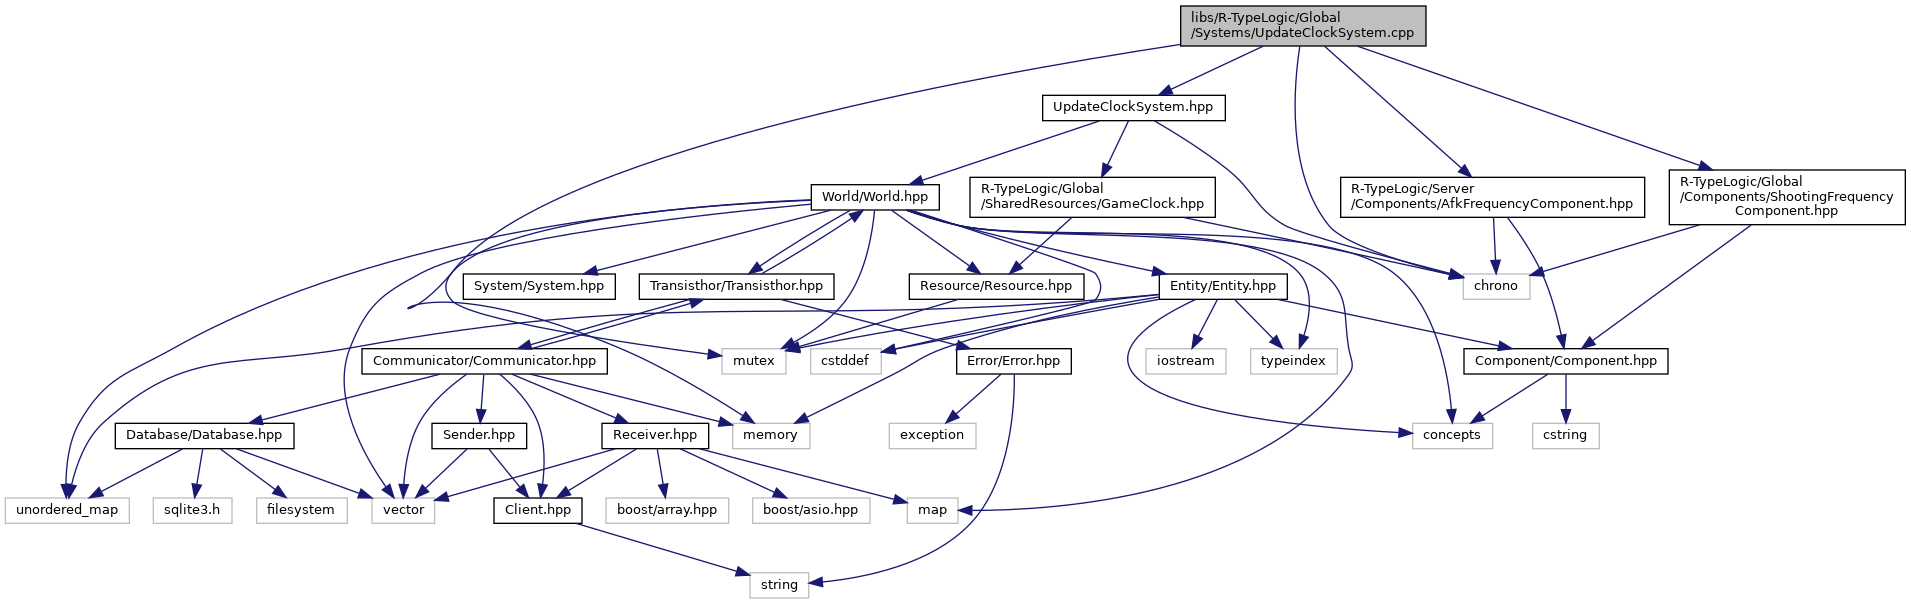 libs/R-TypeLogic/Global
/Systems/UpdateClockSystem.cpp
UpdateClockSystem.hpp
World/World.hpp
R-TypeLogic/Global
/SharedResources/GameClock.hpp
R-TypeLogic/Server
/Components/AfkFrequencyComponent.hpp
R-TypeLogic/Global
/Components/ShootingFrequency
Component.hpp
System/System.hpp
Transisthor/Transisthor.hpp
Resource/Resource.hpp
Entity/Entity.hpp
chrono
Communicator/Communicator.hpp
mutex
cstddef
Error/Error.hpp
iostream
typeindex
Component/Component.hpp
Database/Database.hpp
Sender.hpp
Receiver.hpp
memory
exception
concepts
cstring
unordered_map
sqlite3.h
filesystem
vector
Client.hpp
boost/array.hpp
boost/asio.hpp
map
string